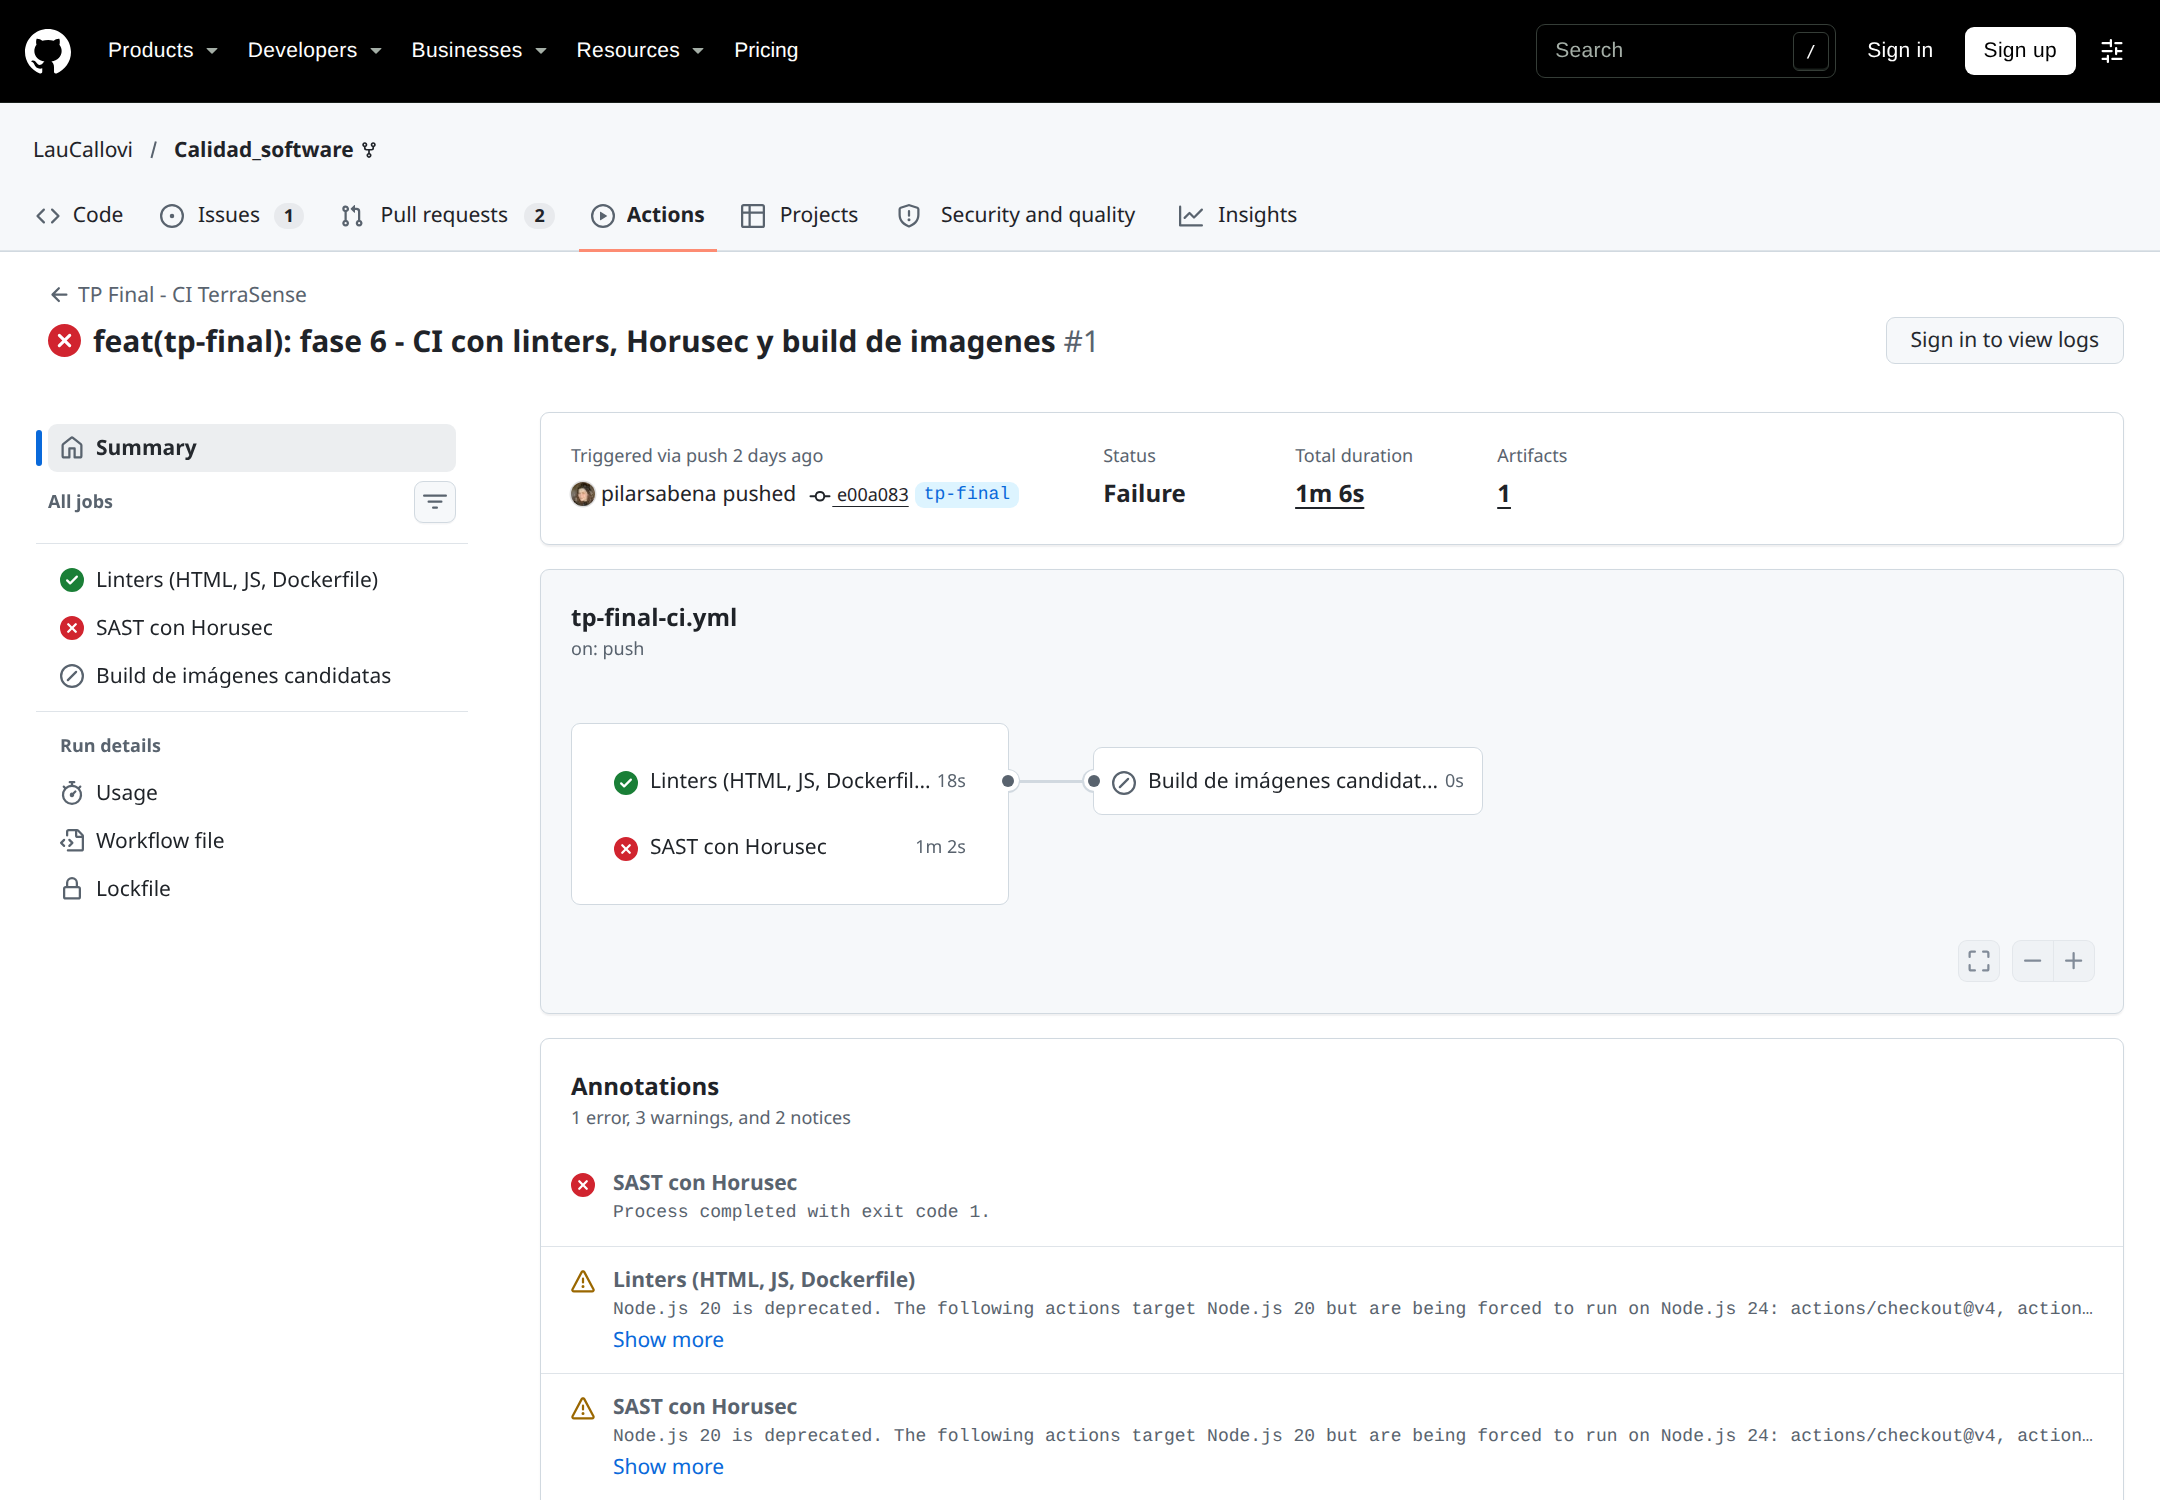 Products Developers Businesses Resources Pricing Search / Sign in Sign up
LauCallovi / Calidad_software
Code Issues 1 Pull requests 2 Actions Projects Security and quality Insights
TP Final - CI TerraSense
feat(tp-final): fase 6 - CI con linters, Horusec y build de imagenes #1
Sign in to view logs
Summary
All jobs
Linters (HTML, JS, Dockerfile)
SAST con Horusec
Build de imágenes candidatas
Run details
Usage
Workflow file
Lockfile
Triggered via push 2 days ago
pilarsabena pushed e00a083 tp-final
Status
Failure
Total duration
1m 6s
Artifacts
1
tp-final-ci.yml
on: push
Linters (HTML, JS, Dockerfil... 18s
SAST con Horusec 1m 2s
Build de imágenes candidat... 0s
Annotations
1 error, 3 warnings, and 2 notices
SAST con Horusec
Process completed with exit code 1.
Linters (HTML, JS, Dockerfile)
Node.js 20 is deprecated. The following actions target Node.js 20 but are being forced to run on Node.js 24: actions/checkout@v4, action…
Show more
SAST con Horusec
Node.js 20 is deprecated. The following actions target Node.js 20 but are being forced to run on Node.js 24: actions/checkout@v4, action…
Show more